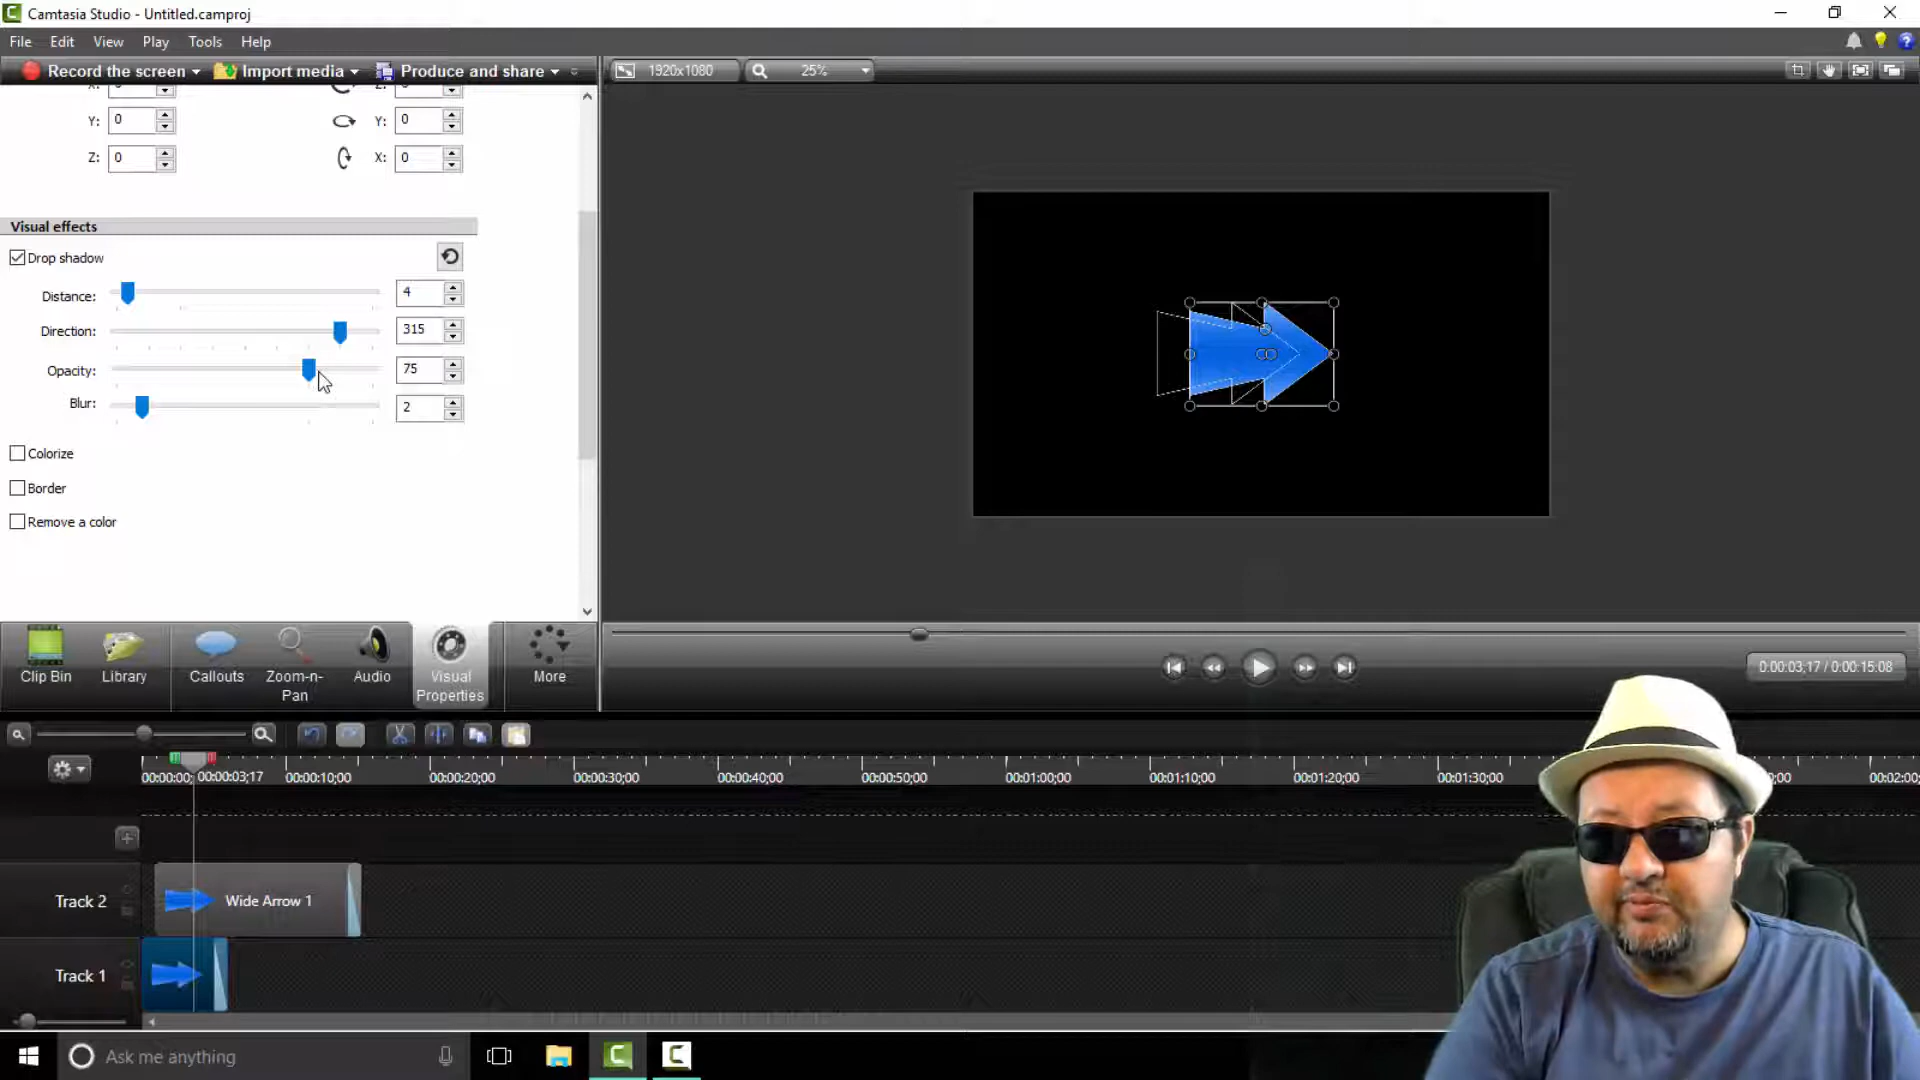 Camtasia Studio - Untitled.camproj
File Edit View Play Tools Help
Record the screen Import media Produce and share 1920x1080 25%
X: 0 Z: 0
Y: 0 Y: 0
Z: 0 X: 0
Visual effects
Drop shadow
Distance: 4
Direction: 315
Opacity: 75
Blur: 2
Colorize
Border
Remove a color
Clip Bin Library Callouts Zoom-n-Pan Audio Visual Properties More
0:00:03;17 / 0:00:15:08
00:00:00; 00:00:03;17 00:00:10;00 00:00:20;00 00:00:30;00 00:00:40;00 00:00:50;00 00:01:00;00 00:01:10;00 00:01:20;00 00:01:30;00 00:02:00;
Track 2 Wide Arrow 1
Track 1
Ask me anything